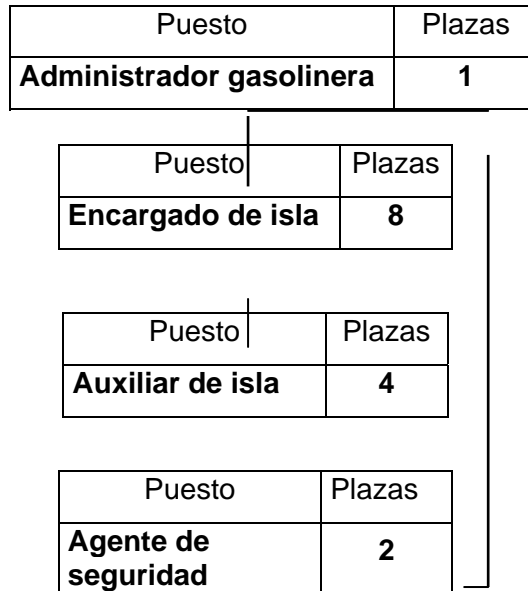 Puesto Plazas
Administrador gasolinera 1
Puesto Plazas
Encargado de isla 8
Puesto Plazas
Auxiliar de isla 4
Puesto Plazas
Agente de 2
seguridad